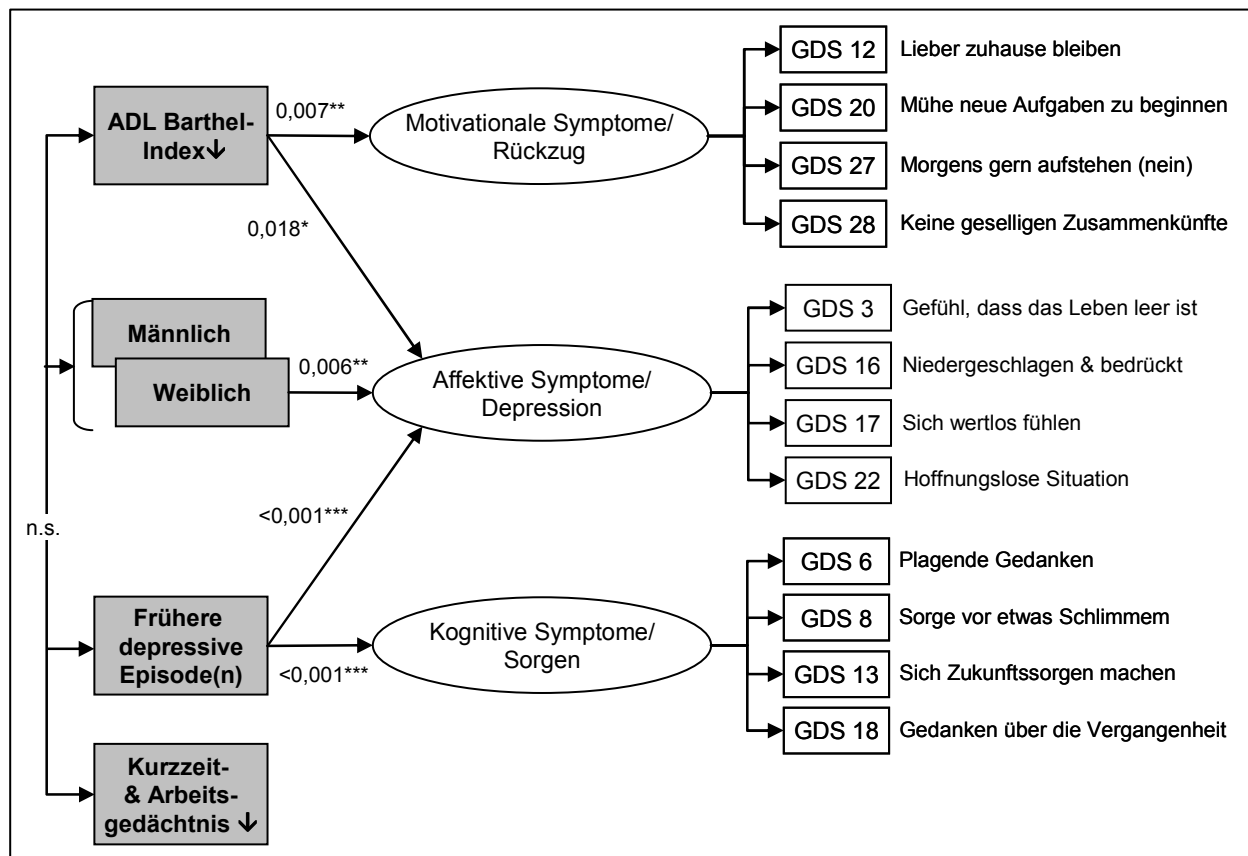 GDS 12 Lieber zuhause bleiben
ADL Barthel-
Index↓
0,007**
Motivationale Symptome/
Rückzug
GDS 20 Mühe neue Aufgaben zu beginnen
GDS 27 Morgens gern aufstehen (nein)
GDS 28 Keine geselligen Zusammenkünfte
0,018*
Männlich
Weiblich
0,006**
Affektive Symptome/
Depression
GDS 3 Gefühl, dass das Leben leer ist
GDS 16 Niedergeschlagen & bedrückt
GDS 17 Sich wertlos fühlen
GDS 22 Hoffnungslose Situation
n.s.
<0,001***
Frühere
depressive
Episode(n)
<0,001***
Kognitive Symptome/
Sorgen
GDS 6 Plagende Gedanken
GDS 8 Sorge vor etwas Schlimmem
GDS 13 Sich Zukunftssorgen machen
GDS 18 Gedanken über die Vergangenheit
Kurzzeit-
& Arbeits-
gedächtnis ↓